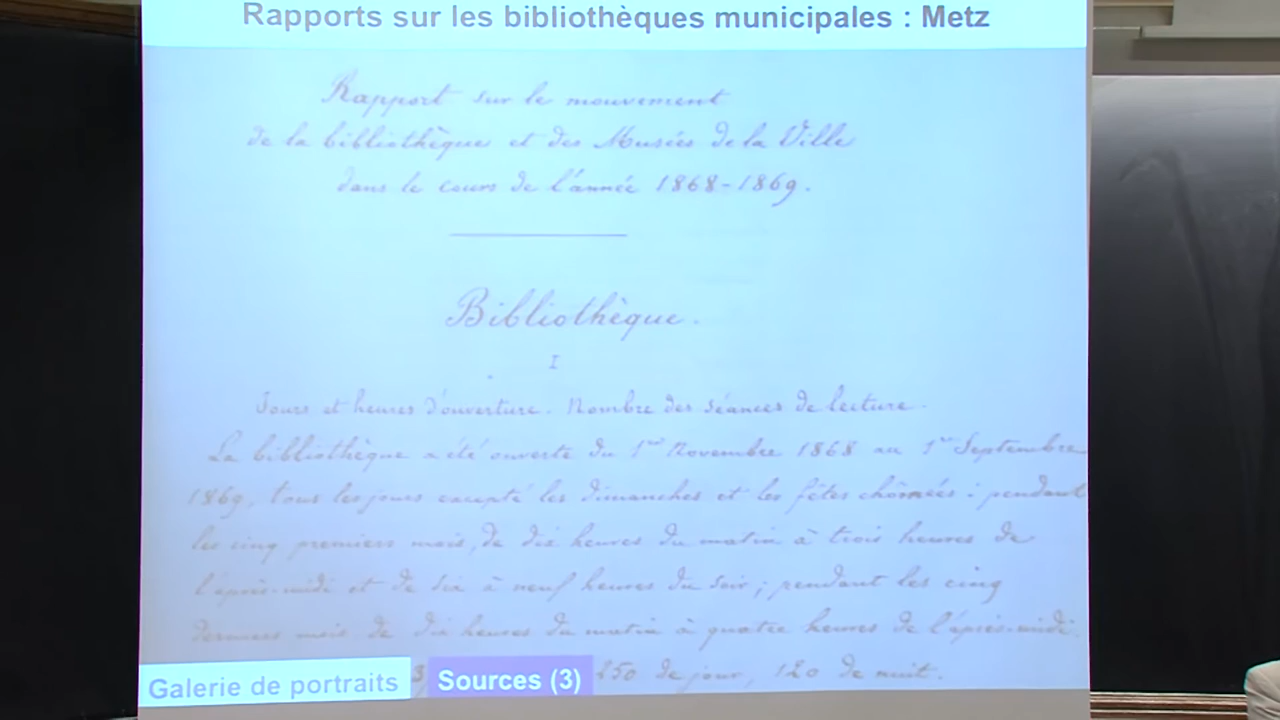 Rapports sur les bibliothèques municipales : Metz
Rapport sur le mouvement
de la bibliothèque et des Musées de la Ville
dans le cours de l'année 1868-1869.
Bibliothèque.
I
Jours et heures d'ouverture. Nombre des séances de lecture.
La bibliothèque a été ouverte du 1er Novembre 1868 au 1er Septembre
1869, tous les jours excepté les dimanches et les fêtes chômées : pendant
les cinq premiers mois, de dix heures du matin à trois heures de
l'après-midi et de six à neuf heures du soir ; pendant les cinq
derniers mois de dix heures du matin à quatre heures de l'après-midi.
250 de jour, 120 de nuit.
Galerie de portraits
Sources (3)